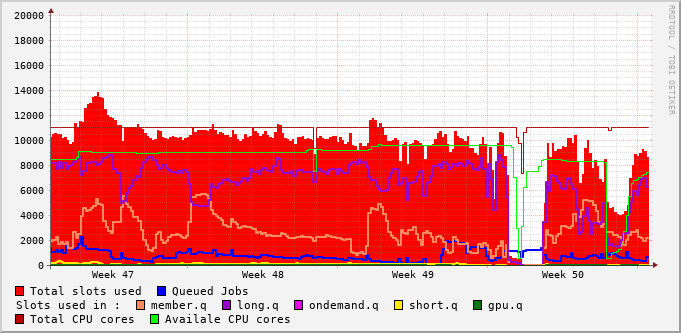 RRDTOOL / TOBI OETIKER
20000
18000
16000
14000
12000
10000
8000
6000
4000
2000
0
Week 47 Week 48 Week 49 Week 50
Total slots used Queued Jobs
Slots used in : member.q long.q ondemand.q short.q gpu.q
Total CPU cores Availale CPU cores